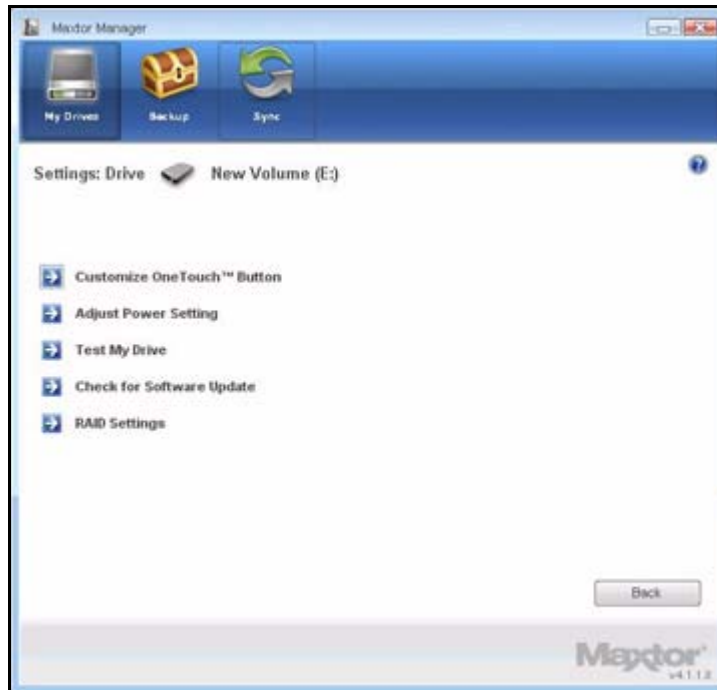 Maxtor Manager
My Drives Backup Sync
Settings: Drive New Volume (E:)
Customize OneTouch™ Button
Adjust Power Setting
Test My Drive
Check for Software Update
RAID Settings
Back
Maxtor